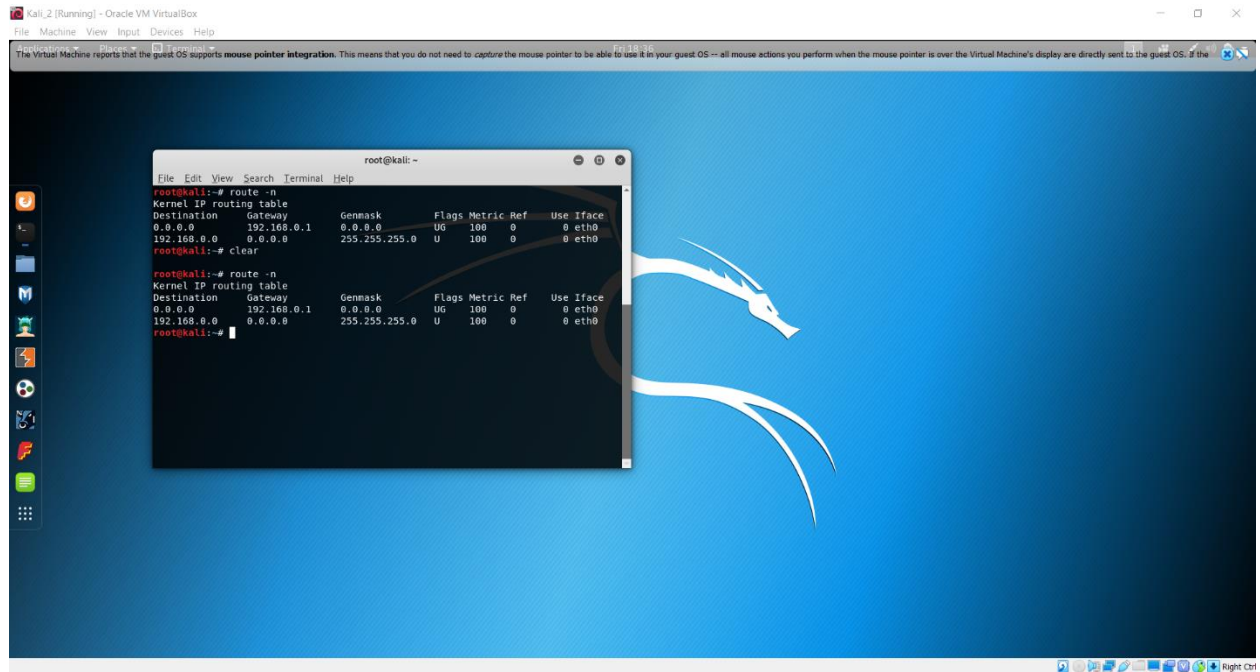 Kali_2 [Running] - Oracle VM VirtualBox
File Machine View Input Devices Help
Applications Places Terminal Fri 18:36
The Virtual Machine reports that the guest OS supports mouse pointer integration. This means that you do not need to capture the mouse pointer to be able to use it in your guest OS -- all mouse actions you perform when the mouse pointer is over the Virtual Machine's display are directly sent to the guest OS. If the
root@kali: ~
File Edit View Search Terminal Help
root@kali:~# route -n
Kernel IP routing table
Destination Gateway Genmask Flags Metric Ref Use Iface
0.0.0.0 192.168.0.1 0.0.0.0 UG 100 0 0 eth0
192.168.0.0 0.0.0.0 255.255.255.0 U 100 0 0 eth0
root@kali:~# clear
root@kali:~# route -n
Kernel IP routing table
Destination Gateway Genmask Flags Metric Ref Use Iface
0.0.0.0 192.168.0.1 0.0.0.0 UG 100 0 0 eth0
192.168.0.0 0.0.0.0 255.255.255.0 U 100 0 0 eth0
root@kali:~#
Right Ctrl